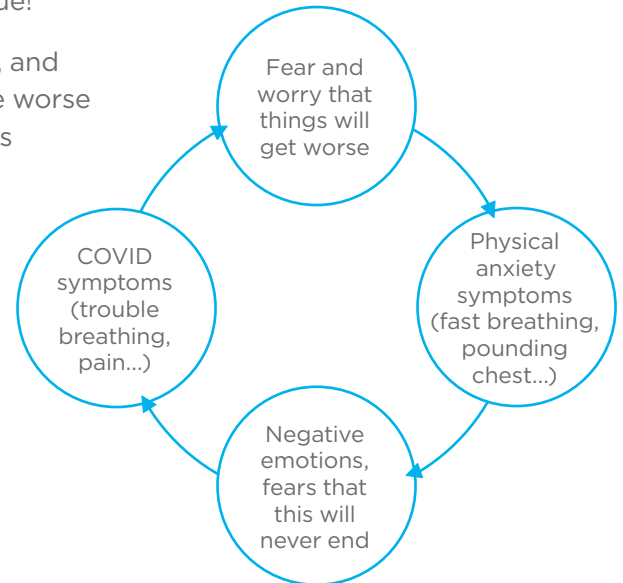 ue!
, and
e worse
s
Fear and
worry that
things will
get worse
COVID
symptoms
(trouble
breathing,
pain...)
Physical
anxiety
symptoms
(fast breathing,
pounding
chest...)
Negative
emotions,
fears that
this will
never end